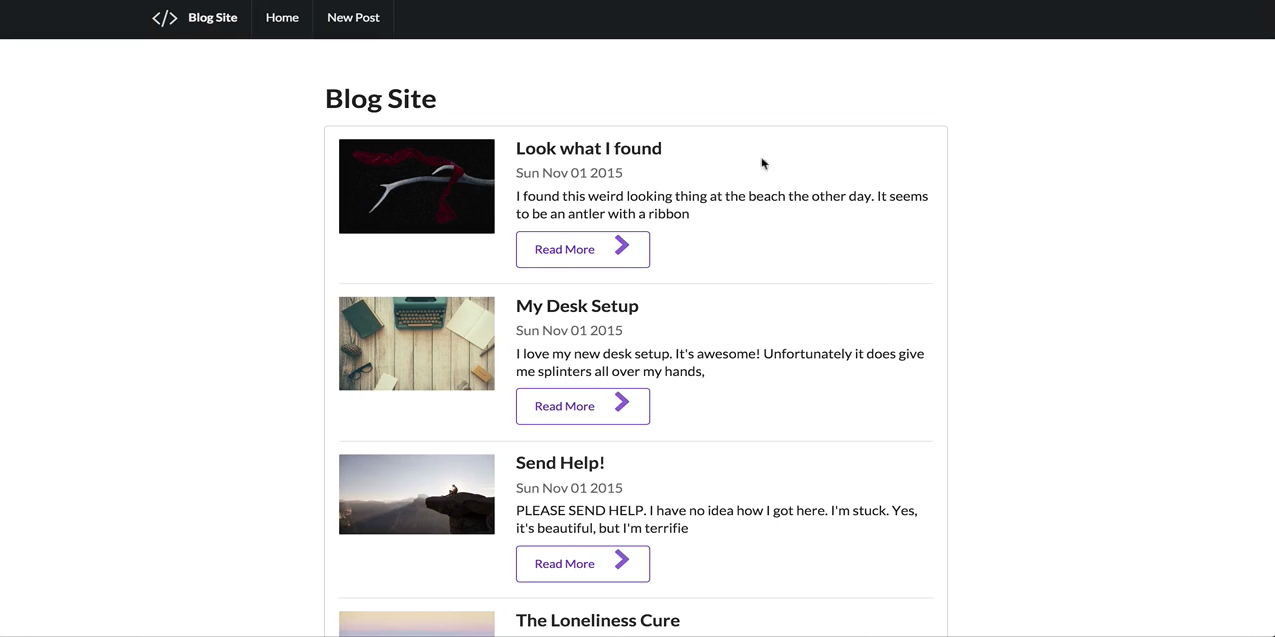 </> Blog Site Home New Post
Blog Site
Look what I found
Sun Nov 01 2015
I found this weird looking thing at the beach the other day. It seems
to be an antler with a ribbon
Read More
My Desk Setup
Sun Nov 01 2015
I love my new desk setup. It's awesome! Unfortunately it does give
me splinters all over my hands,
Read More
Send Help!
Sun Nov 01 2015
PLEASE SEND HELP. I have no idea how I got here. I'm stuck. Yes,
it's beautiful, but I'm terrifie
Read More
The Loneliness Cure